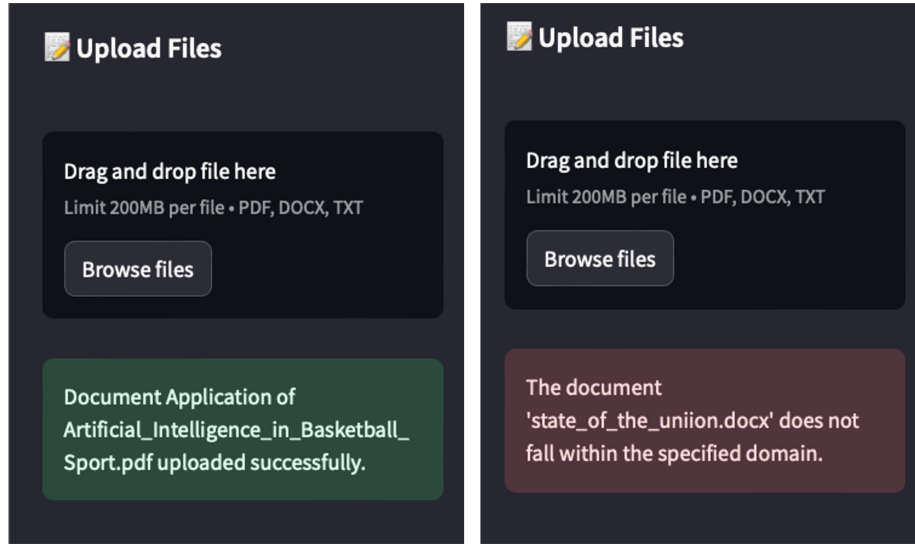 Upload Files
Drag and drop file here
Limit 200MB per file • PDF, DOCX, TXT
Browse files
Document Application of
Artificial_Intelligence_in_Basketball_
Sport.pdf uploaded successfully.
Upload Files
Drag and drop file here
Limit 200MB per file • PDF, DOCX, TXT
Browse files
The document
'state_of_the_uniion.docx' does not
fall within the specified domain.